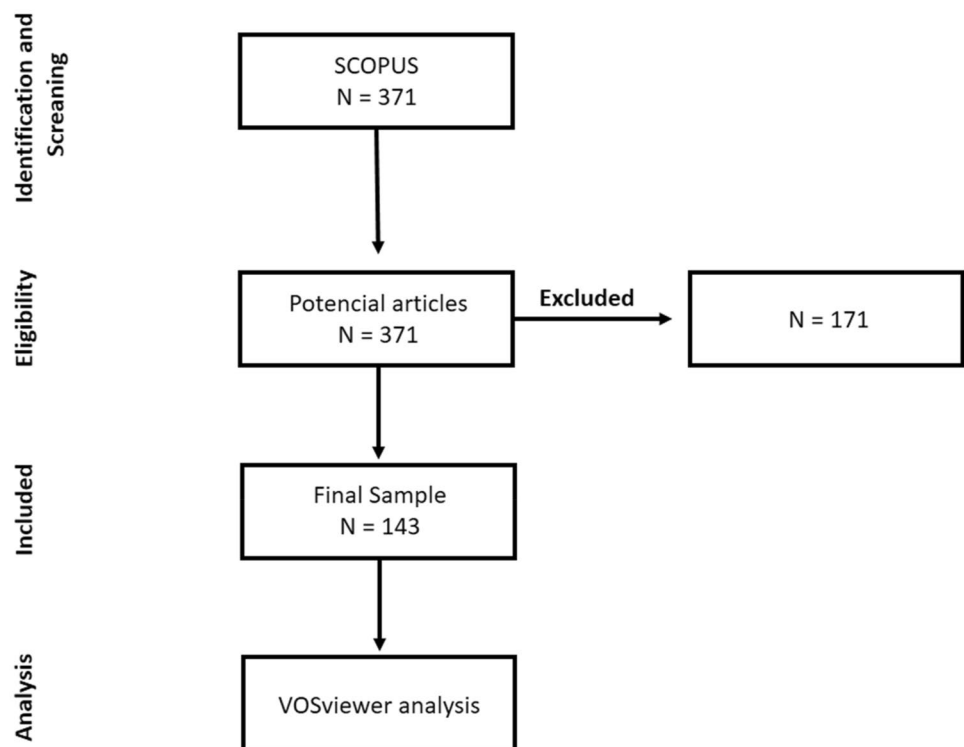 Identification and
Screaning
SCOPUS
N = 371
Eligibility
Potencial articles
N = 371
Excluded
N = 171
Included
Final Sample
N = 143
Analysis
VOSviewer analysis